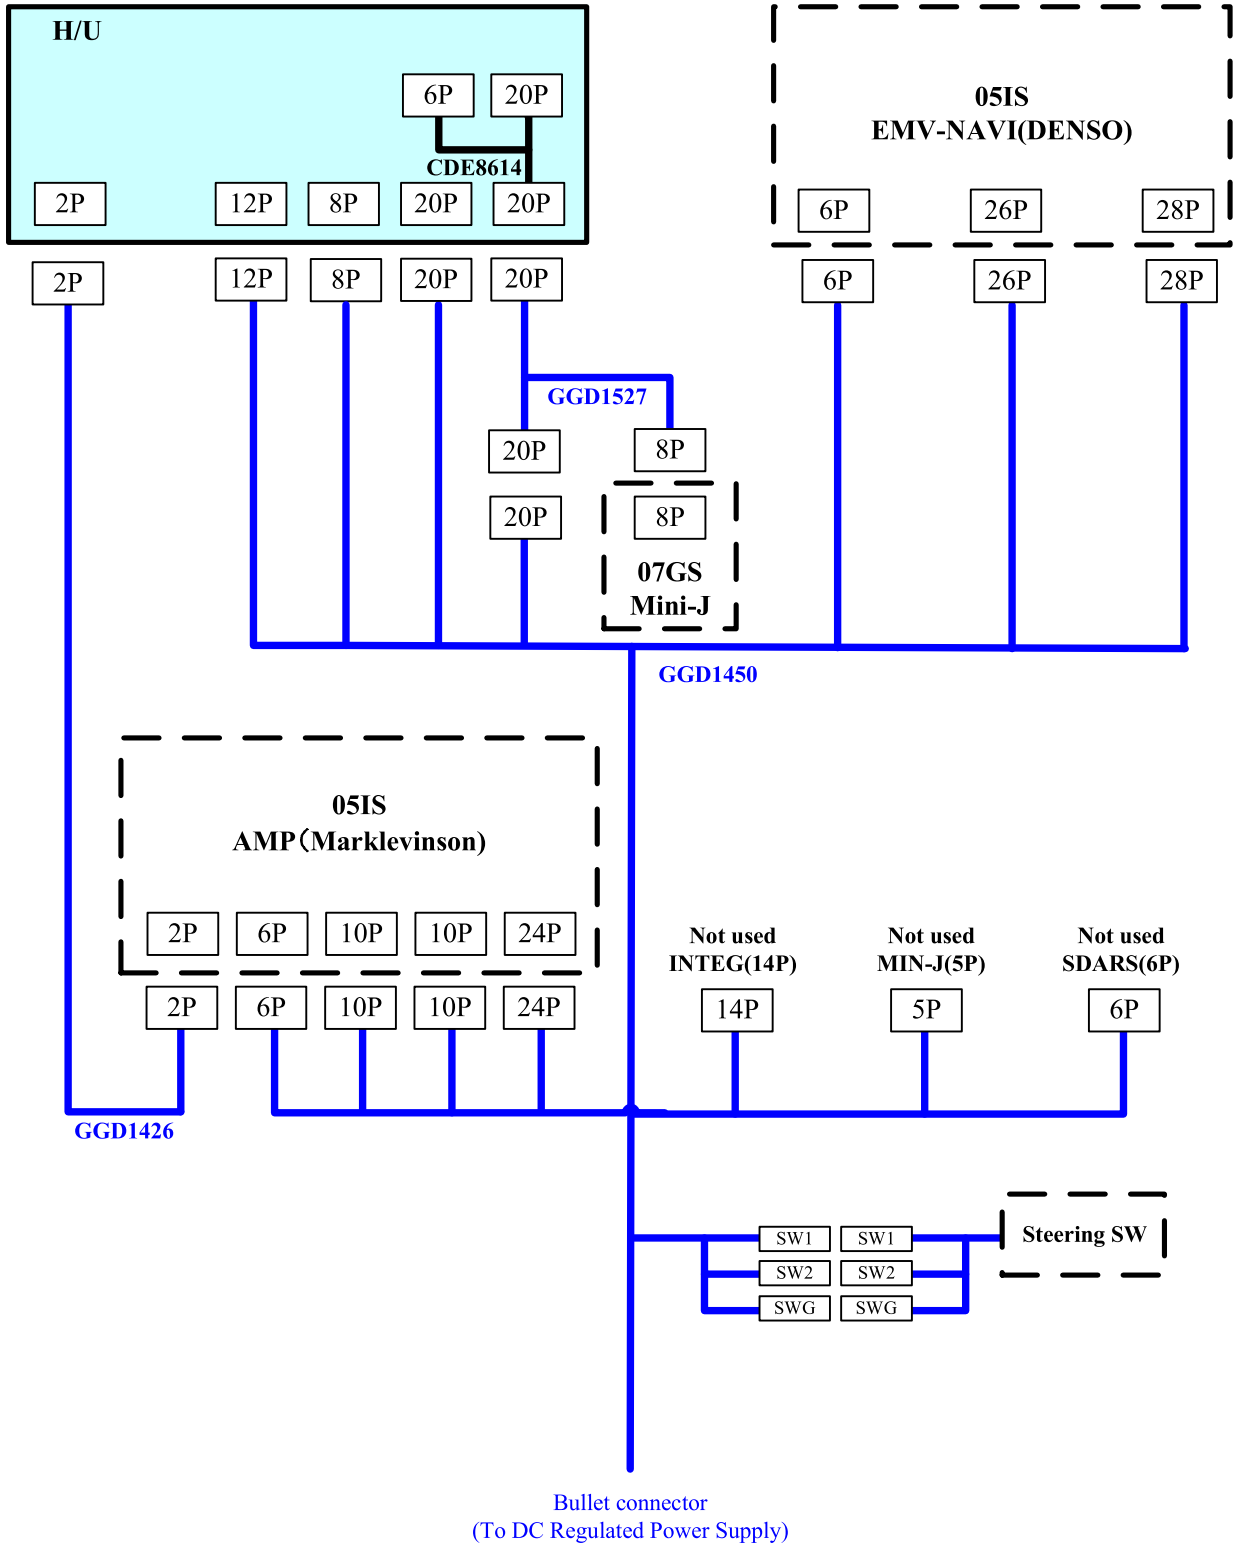 H/U
6P
20P
CDE8614
2P
12P
8P
20P
20P
2P
12P
8P
20P
20P
05IS
EMV-NAVI(DENSO)
6P
26P
28P
6P
26P
28P
GGD1527
20P
8P
20P
8P
07GS
Mini-J
GGD1450
05IS
AMP（Marklevinson)
2P
6P
10P
10P
24P
2P
6P
10P
10P
24P
Not used
INTEG(14P)
14P
Not used
MIN-J(5P)
5P
Not used
SDARS(6P)
6P
GGD1426
SW1
SW1
SW2
SW2
SWG
SWG
Steering SW
Bullet connector
(To DC Regulated Power Supply)